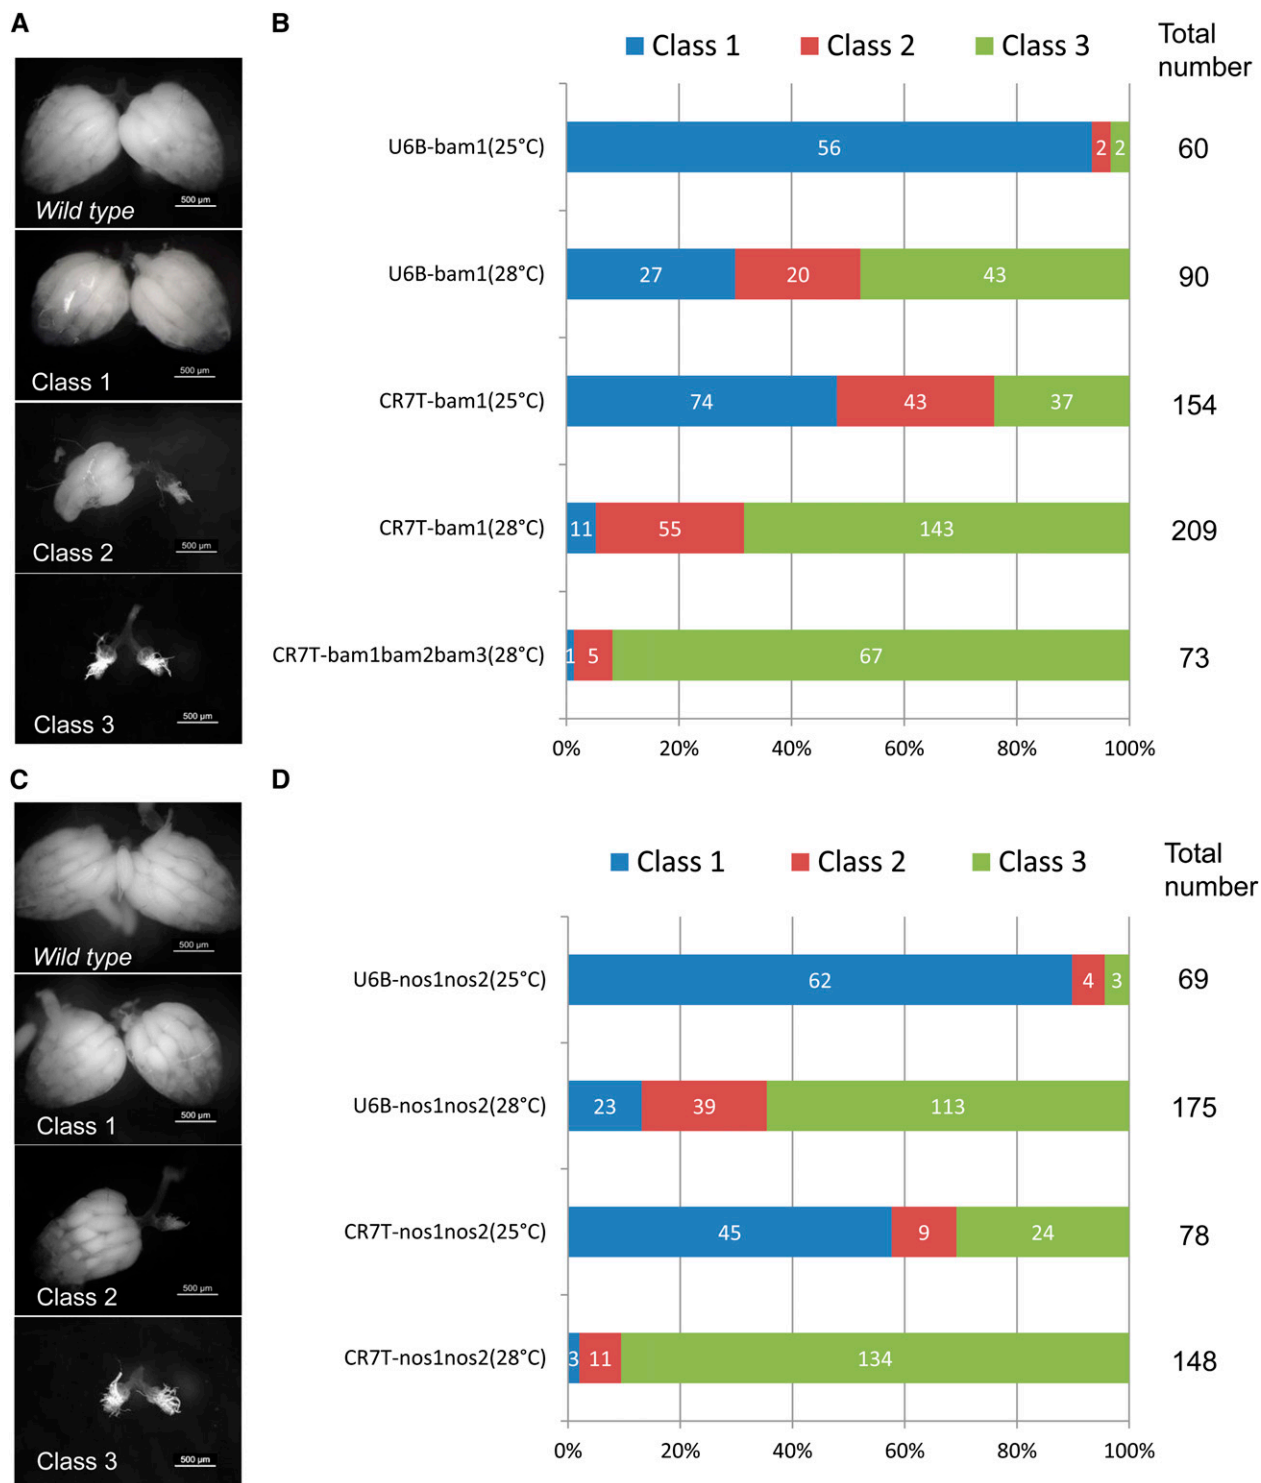 A
500 µm
Wild type
500 µm
Class 1
500 µm
Class 2
500 µm
Class 3
B
Class 1 Class 2 Class 3
Total
number
U6B-bam1(25°C) 56 2 2 60
U6B-bam1(28°C) 27 20 43 90
CR7T-bam1(25°C) 74 43 37 154
CR7T-bam1(28°C) 11 55 143 209
CR7T-bam1bam2bam3(28°C) 1 5 67 73
0% 20% 40% 60% 80% 100%
C
500 µm
Wild type
500 µm
Class 1
500 µm
Class 2
500 µm
Class 3
D
Class 1 Class 2 Class 3
Total
number
U6B-nos1nos2(25°C) 62 4 3 69
U6B-nos1nos2(28°C) 23 39 113 175
CR7T-nos1nos2(25°C) 45 9 24 78
CR7T-nos1nos2(28°C) 3 11 134 148
0% 20% 40% 60% 80% 100%